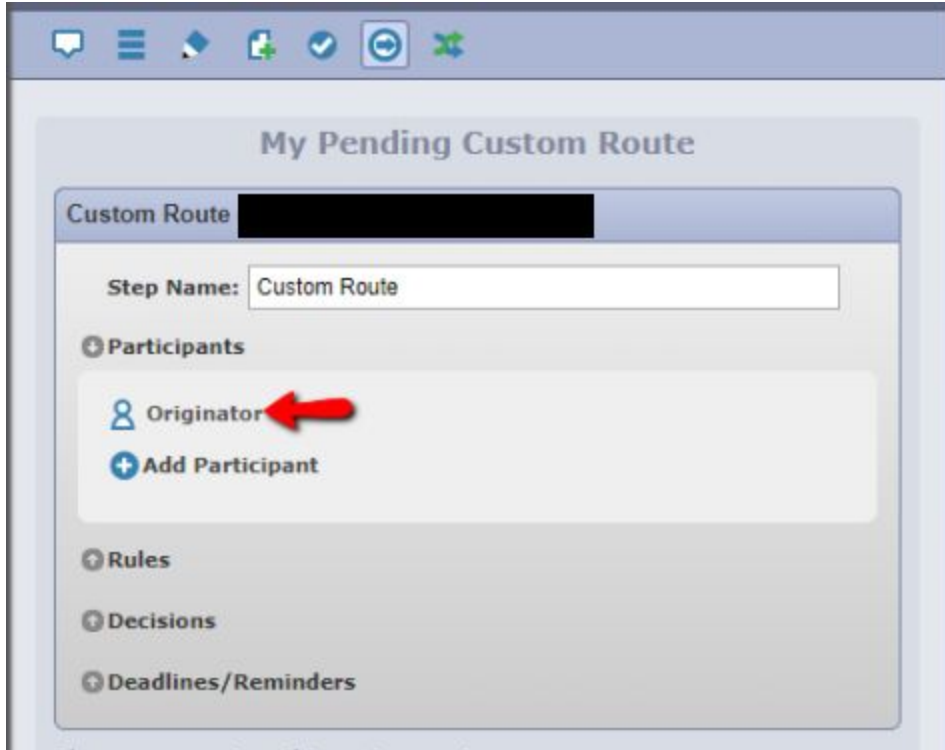 My Pending Custom Route
Custom Route
Step Name: Custom Route
Participants
Originator
Add Participant
Rules
Decisions
Deadlines/Reminders